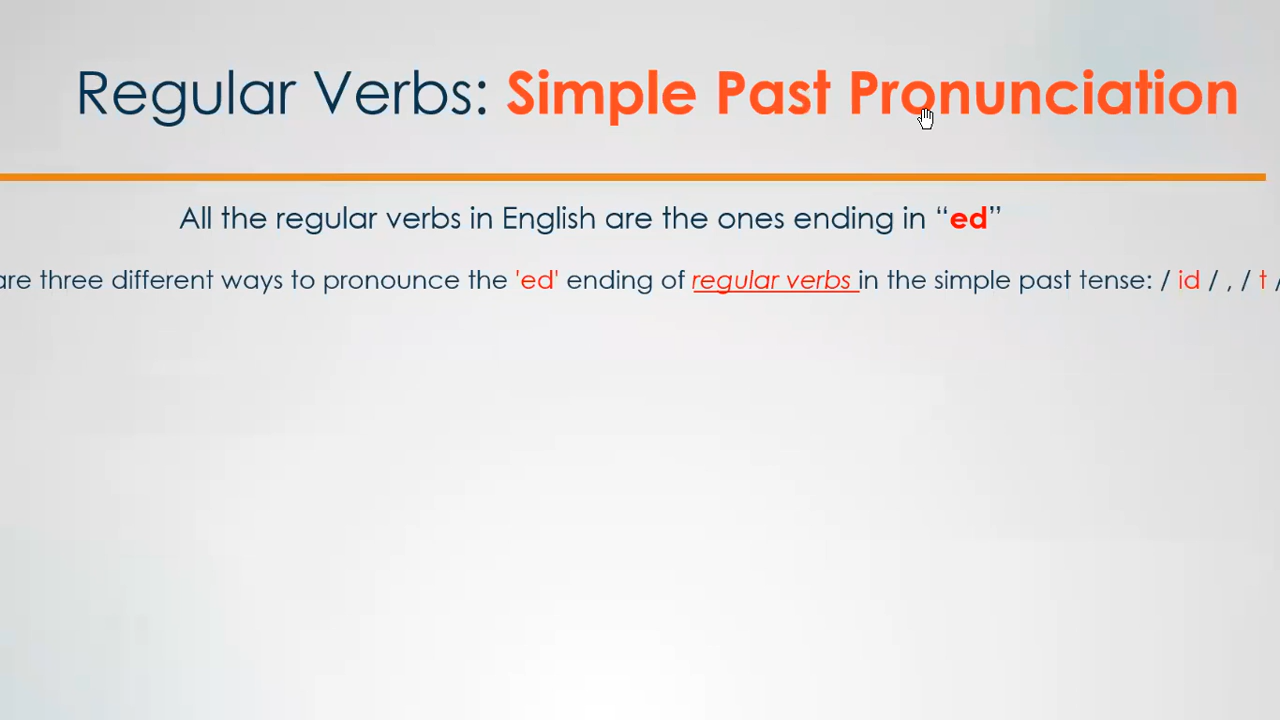 Regular Verbs: Simple Past Pronunciation
All the regular verbs in English are the ones ending in “ed”
are three different ways to pronounce the 'ed' ending of regular verbs in the simple past tense: / id / , / t /